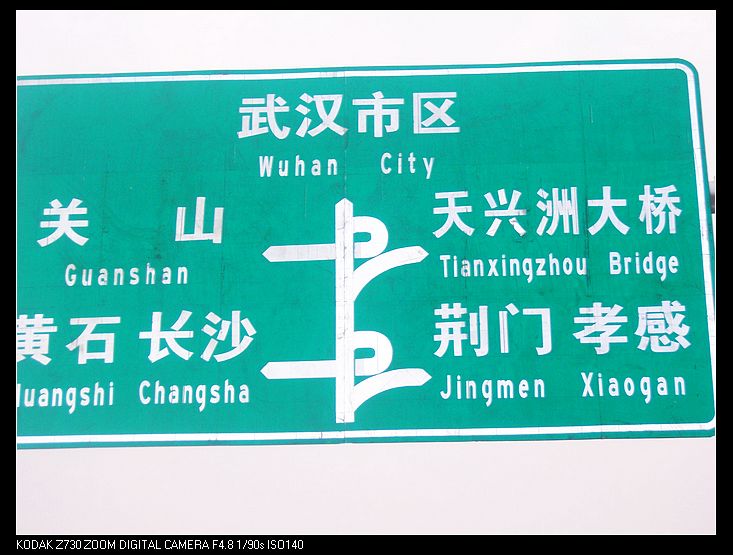 武汉市区
Wuhan City
关山
Guanshan
天兴洲大桥
Tianxingzhou Bridge
黄石 长沙
uangshi Changsha
荆门 孝感
Jingmen Xiaogan
KODAK Z730 ZOOM DIGITAL CAMERA F4.8 1/90s ISO140